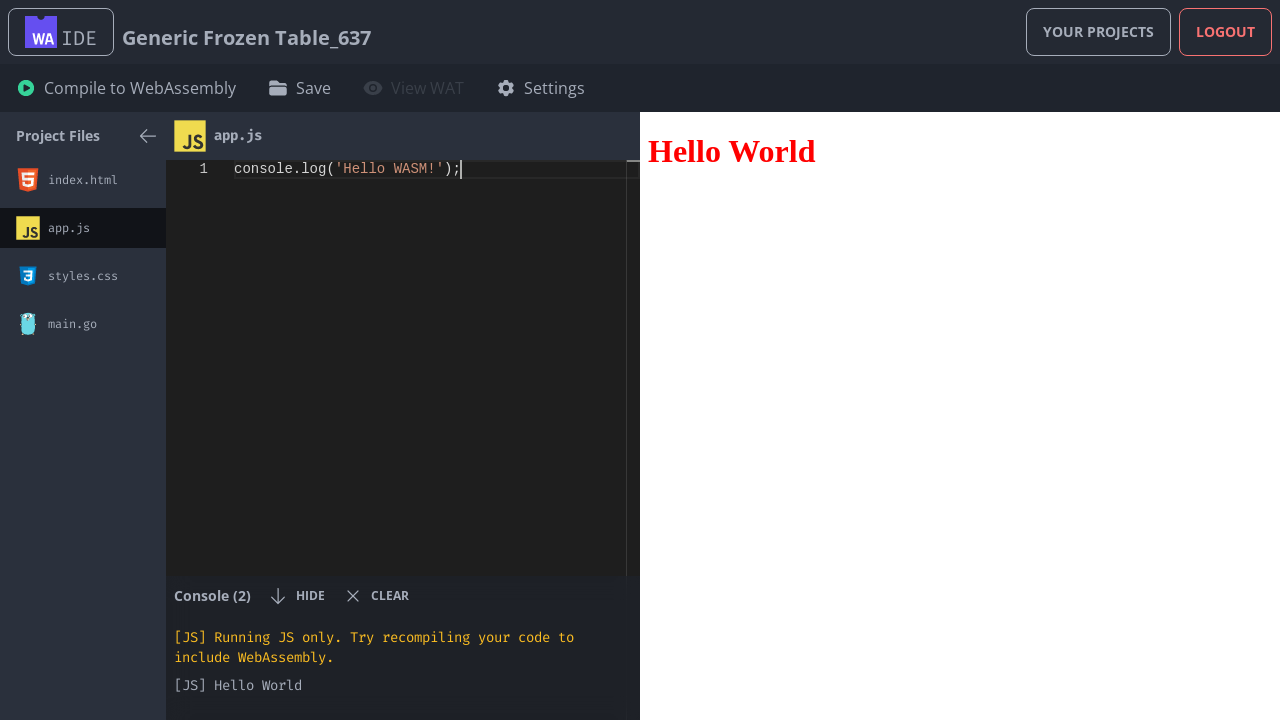 WA IDE
Generic Frozen Table_637
YOUR PROJECTS
LOGOUT
Compile to WebAssembly
Save
View WAT
Settings
Project Files
index.html
JS app.js
styles.css
main.go
JS app.js
1 console.log('Hello WASM!');
Console (2)
HIDE
CLEAR
[JS] Running JS only. Try recompiling your code to
include WebAssembly.
[JS] Hello World
Hello World